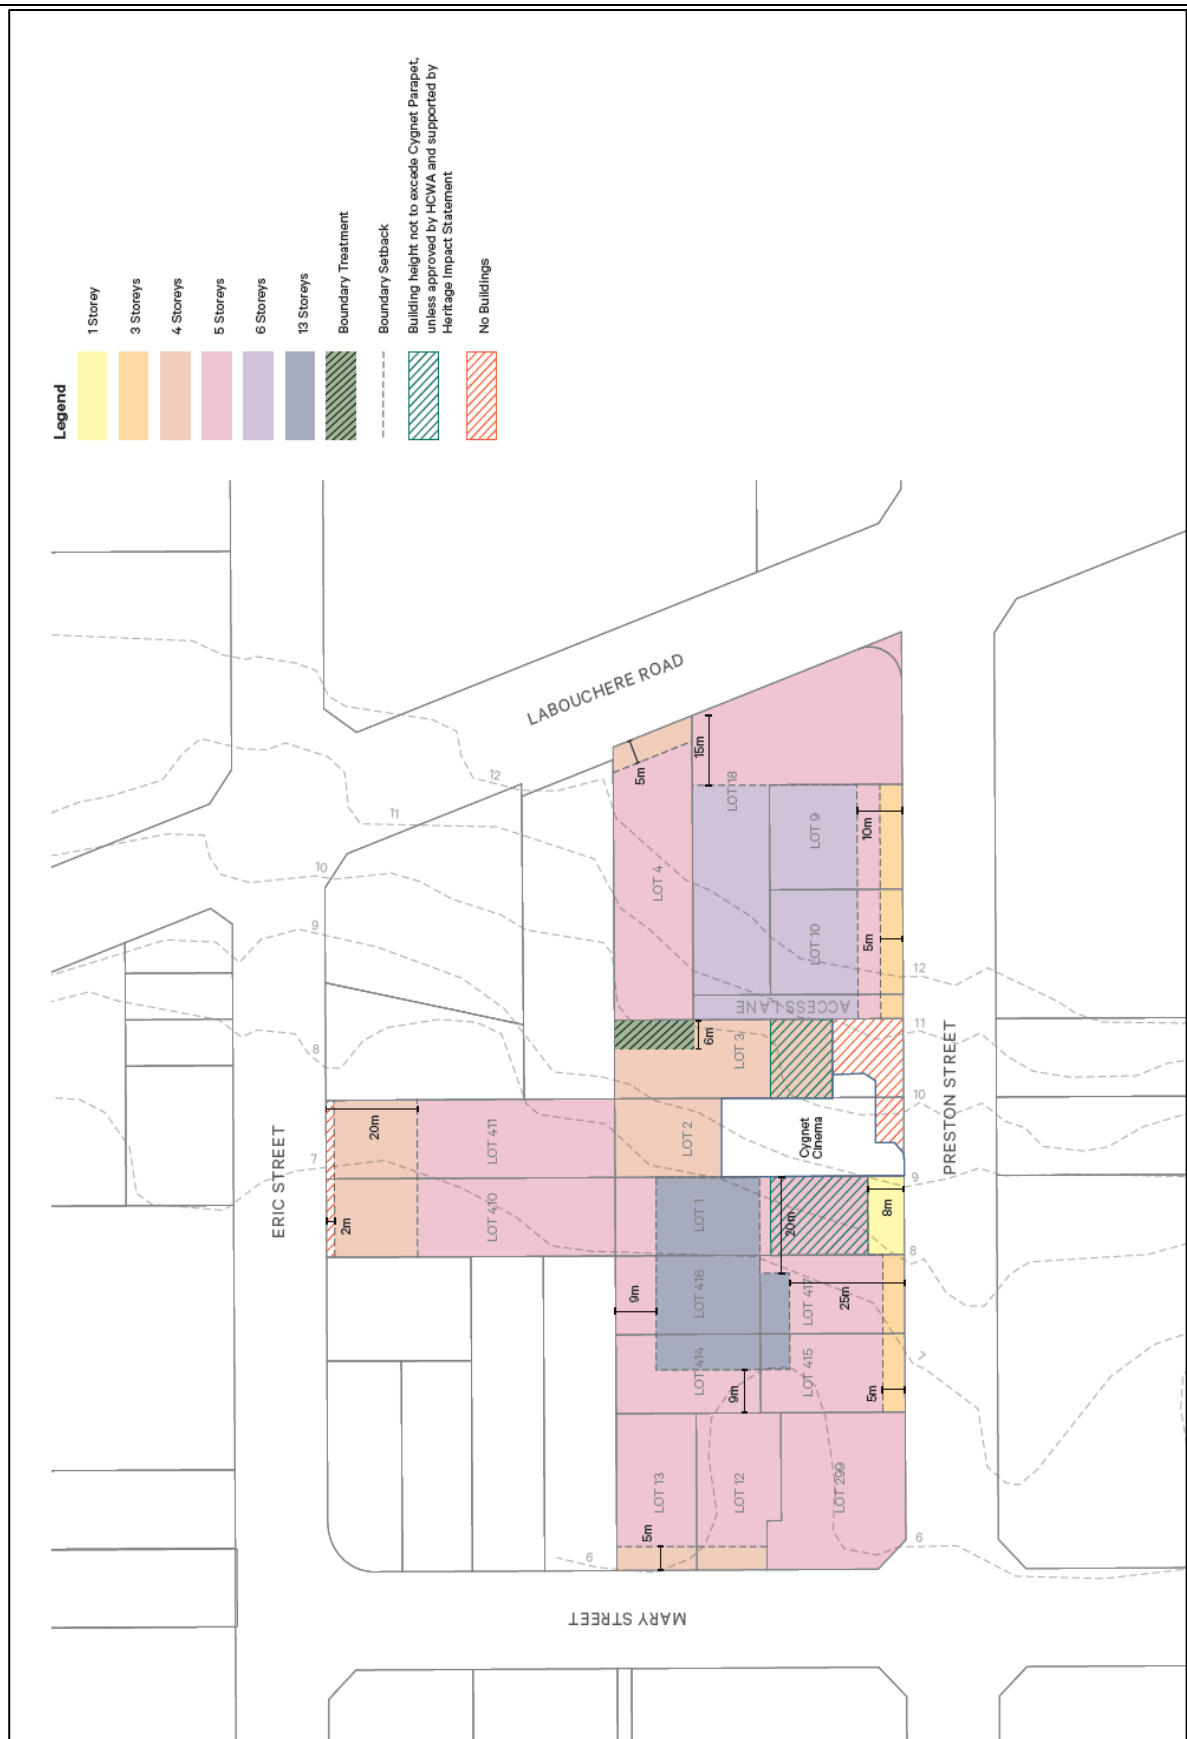 Legend
1 Storey
3 Storeys
4 Storeys
5 Storeys
6 Storeys
13 Storeys
Boundary Treatment
Boundary Setback
Building height not to excede Cygnet Parapet,
unless approved by HCWA and supported by
Heritage Impact Statement
No Buildings
LABOUCHERE ROAD
12
11
10
9
8
7
5m
15m
LOT 18
LOT 4
LOT 9
10m
LOT 10
5m
ACCESS LANE
12
11
10
9
8
7
6
6m
LOT 3
ERIC STREET
20m
2m
LOT 411
LOT 410
LOT 2
Cygnet
Cinema
PRESTON STREET
LOT 1
20m
8m
9m
LOT 416
LOT 417
25m
LOT 414
LOT 415
9m
5m
LOT 13
LOT 12
LOT 299
5m
6
MARY STREET